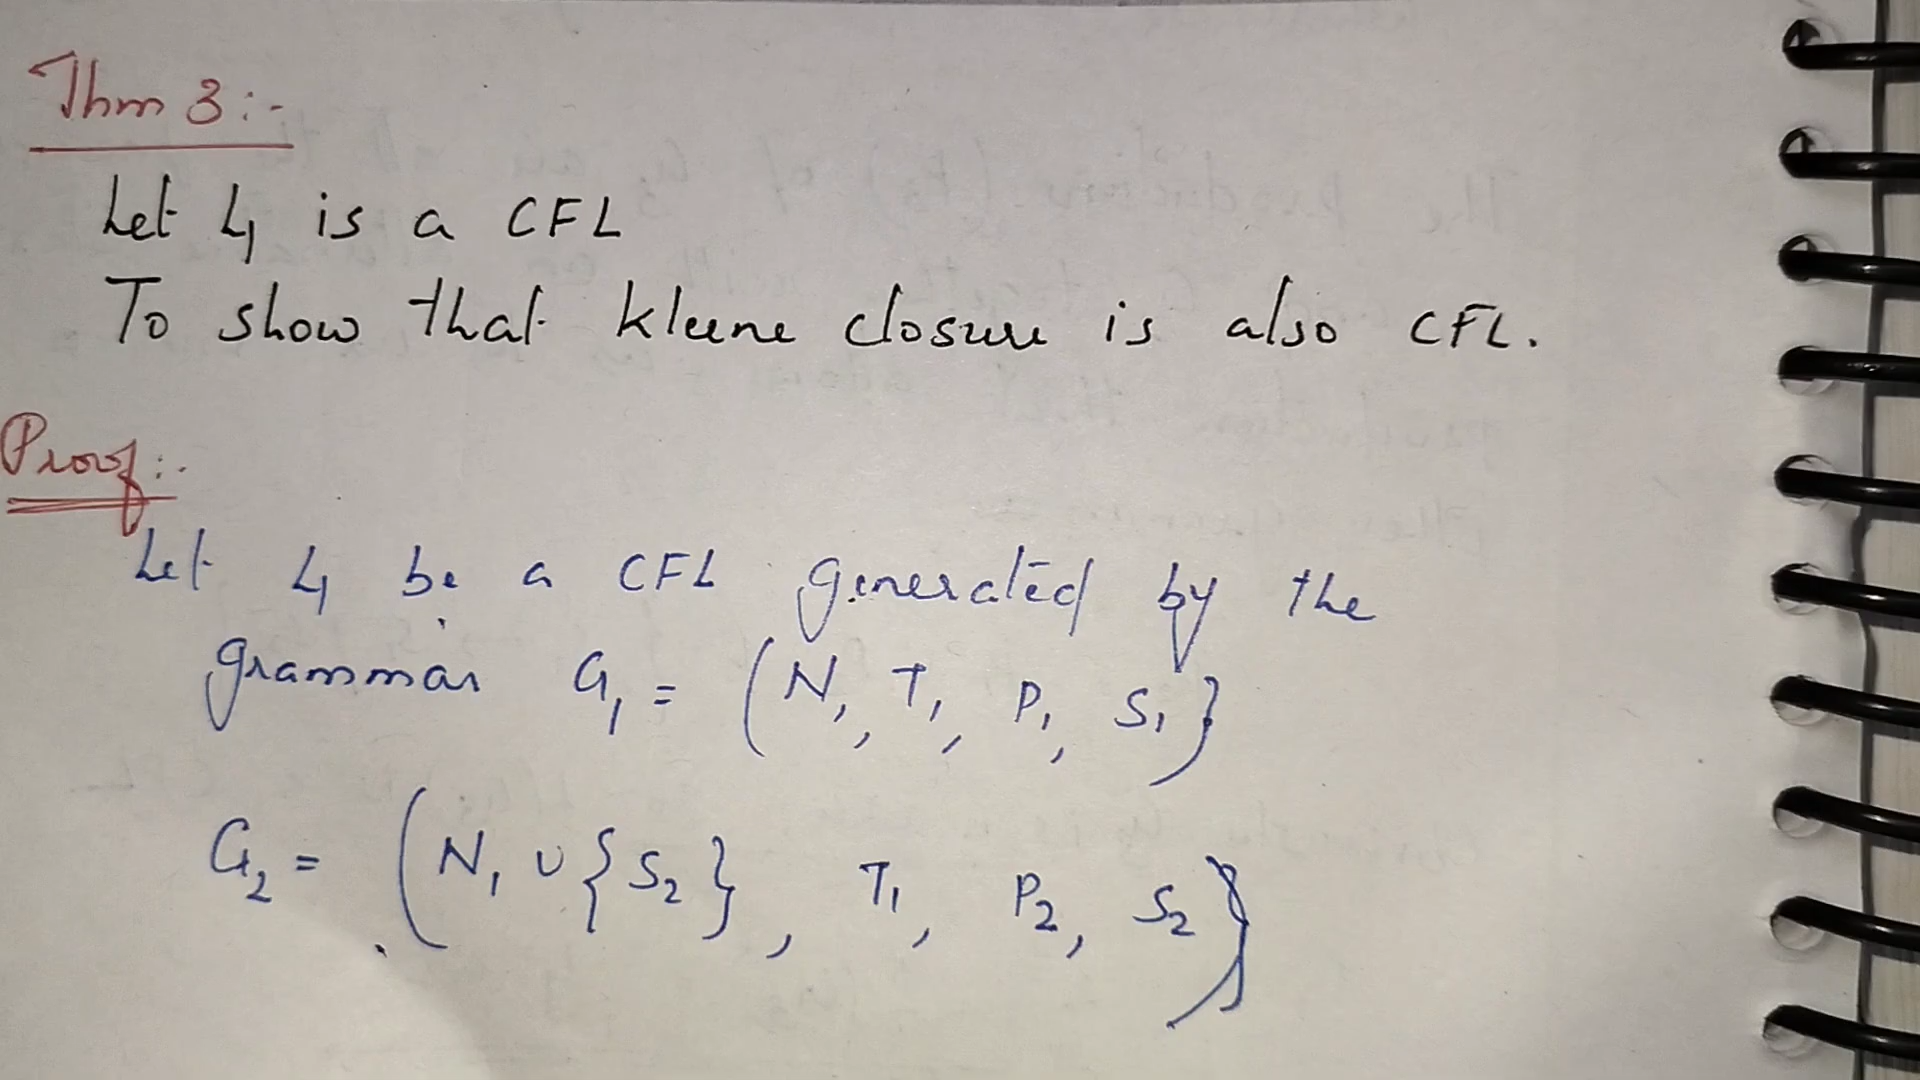 Thm 3:-
Let L₁ is a CFL
To show that kleene closure is also CFL.
Proof:-
Let L₁ be a CFL generated by the
grammar G₁ = (N₁, T₁, P₁, S₁)
G₂ = (N₁ ∪ {S₂}, T₁, P₂, S₂)